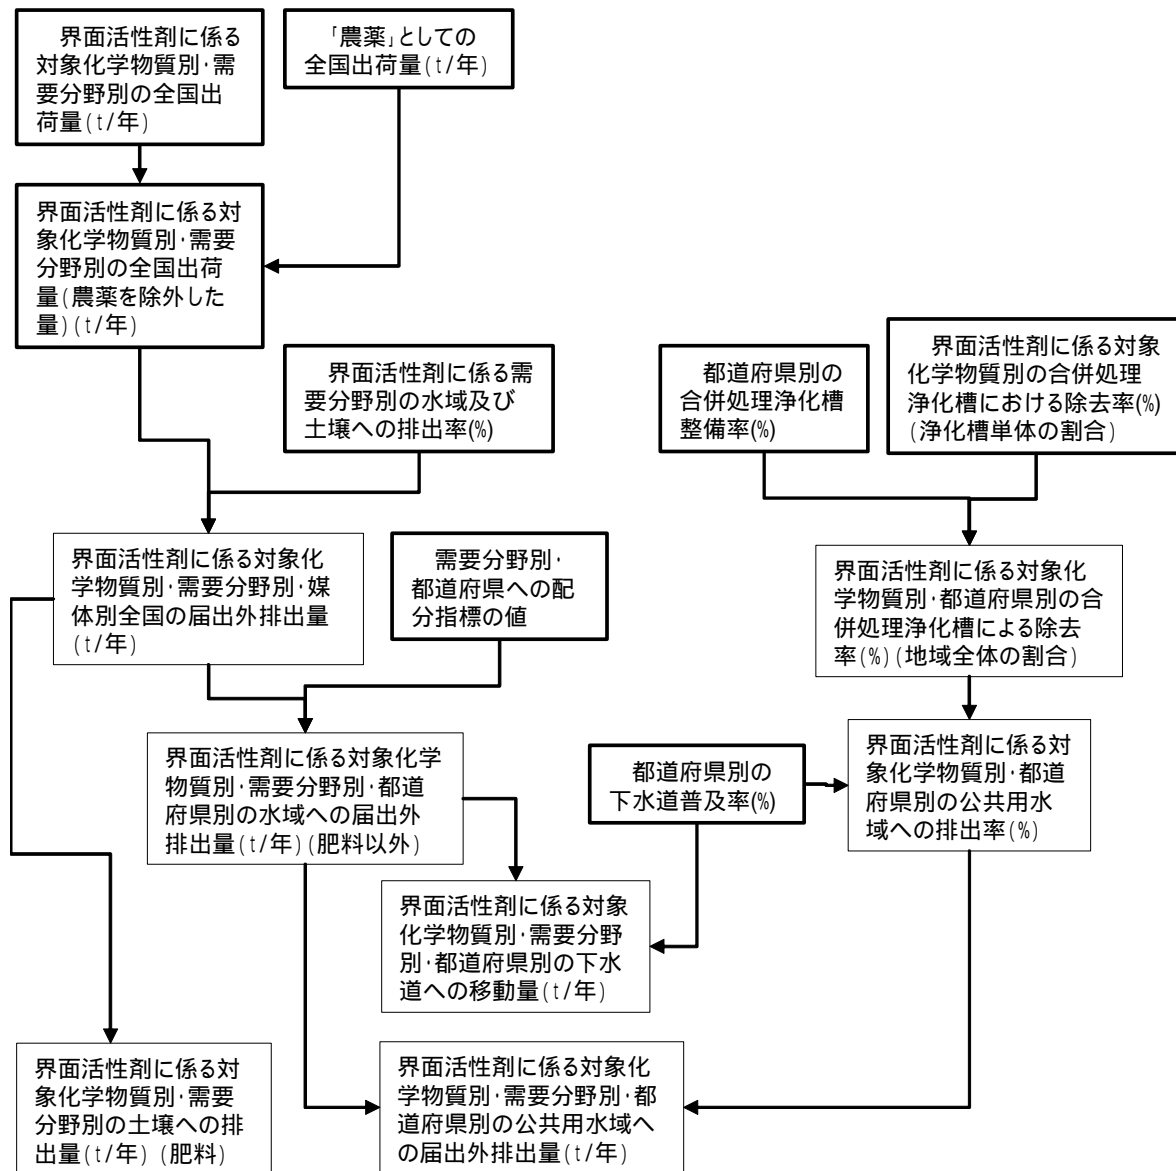 界面活性剤に係る
対象化学物質別･需
要分野別の全国出
荷量(t/年)
｢農薬｣としての
全国出荷量(t/年)
界面活性剤に係る対
象化学物質別･需要
分野別の全国出荷
量(農薬を除外した
量)(t/年)
界面活性剤に係る需
要分野別の水域及び
土壌への排出率(%)
都道府県別の
合併処理浄化槽
整備率(%)
界面活性剤に係る対象
化学物質別の合併処理
浄化槽における除去率(%)
(浄化槽単体の割合)
界面活性剤に係る対象化
学物質別･需要分野別･媒
体別全国の届出外排出量
(t/年)
需要分野別･
都道府県への配
分指標の値
界面活性剤に係る対象化
学物質別･都道府県別の合
併処理浄化槽による除去
率(%)(地域全体の割合)
界面活性剤に係る対象化学
物質別･需要分野別･都道
府県別の水域への届出外
排出量(t/年)(肥料以外)
都道府県別の
下水道普及率(%)
界面活性剤に係る対
象化学物質別･都道
府県別の公共用水
域への排出率(%)
界面活性剤に係る対象
化学物質別･需要分野
別･都道府県別の下水
道への移動量(t/年)
界面活性剤に係る対
象化学物質別･需要
分野別の土壌への排
出量(t/年) (肥料)
界面活性剤に係る対象化
学物質別･需要分野別･都
道府県別の公共用水域へ
の届出外排出量(t/年)